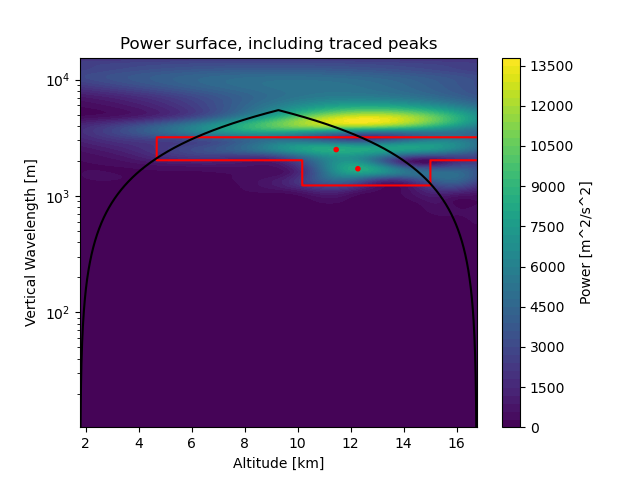 Power surface, including traced peaks
Vertical Wavelength [m]
10^4
10^3
10^2
2 4 6 8 10 12 14 16
Altitude [km]
13500
12000
10500
9000
7500
6000
4500
3000
1500
0
Power [m^2/s^2]